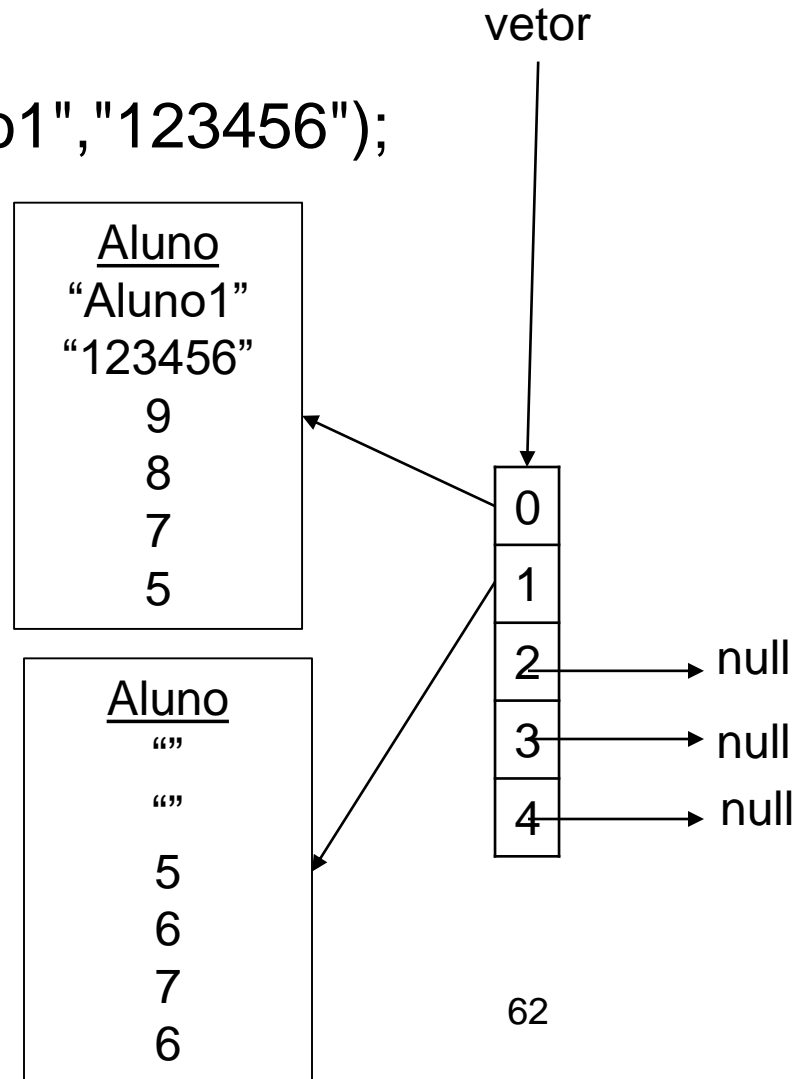 vetor
o1","123456");
Aluno
“Aluno1”
“123456”
9
8
7
5
0
1
2
3
4
null
null
null
Aluno
“”
“”
5
6
7
6
62